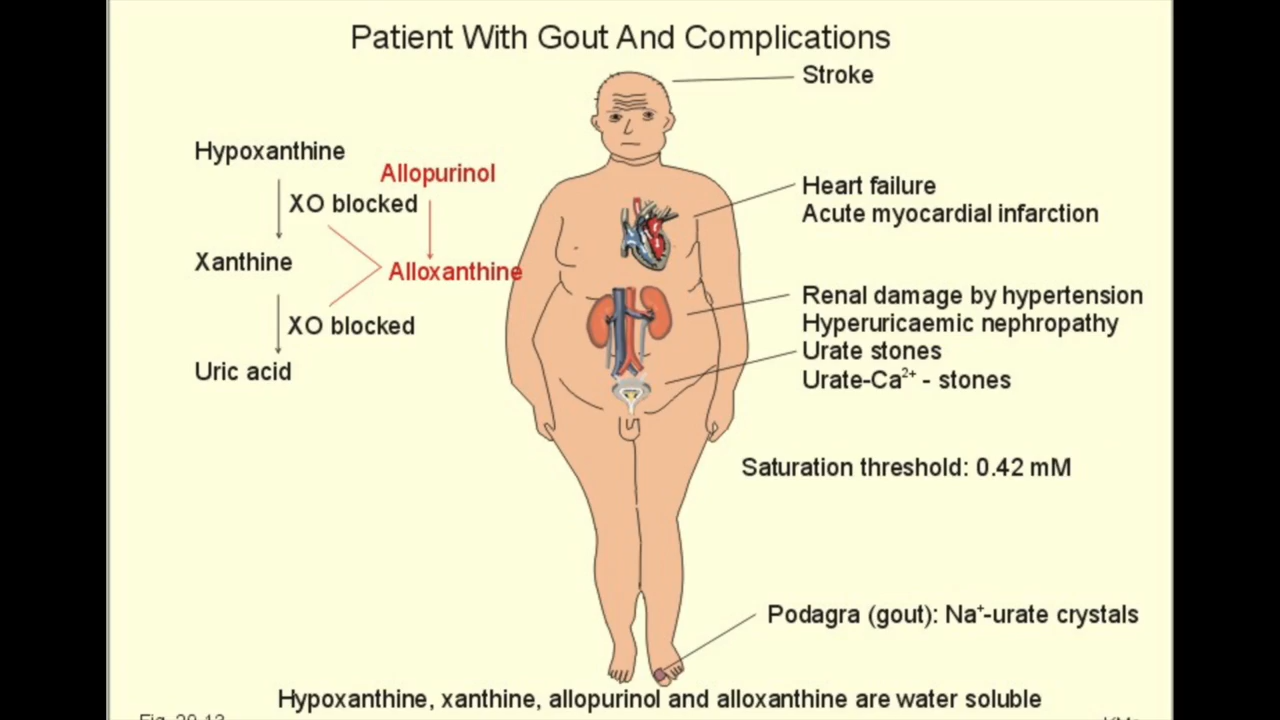 Patient With Gout And Complications
Stroke
Hypoxanthine
Allopurinol
XO blocked
Xanthine
Alloxanthine
XO blocked
Uric acid
Heart failure
Acute myocardial infarction
Renal damage by hypertension
Hyperuricaemic nephropathy
Urate stones
Urate-Ca²⁺ - stones
Saturation threshold: 0.42 mM
Podagra (gout): Na⁺-urate crystals
Hypoxanthine, xanthine, allopurinol and alloxanthine are water soluble